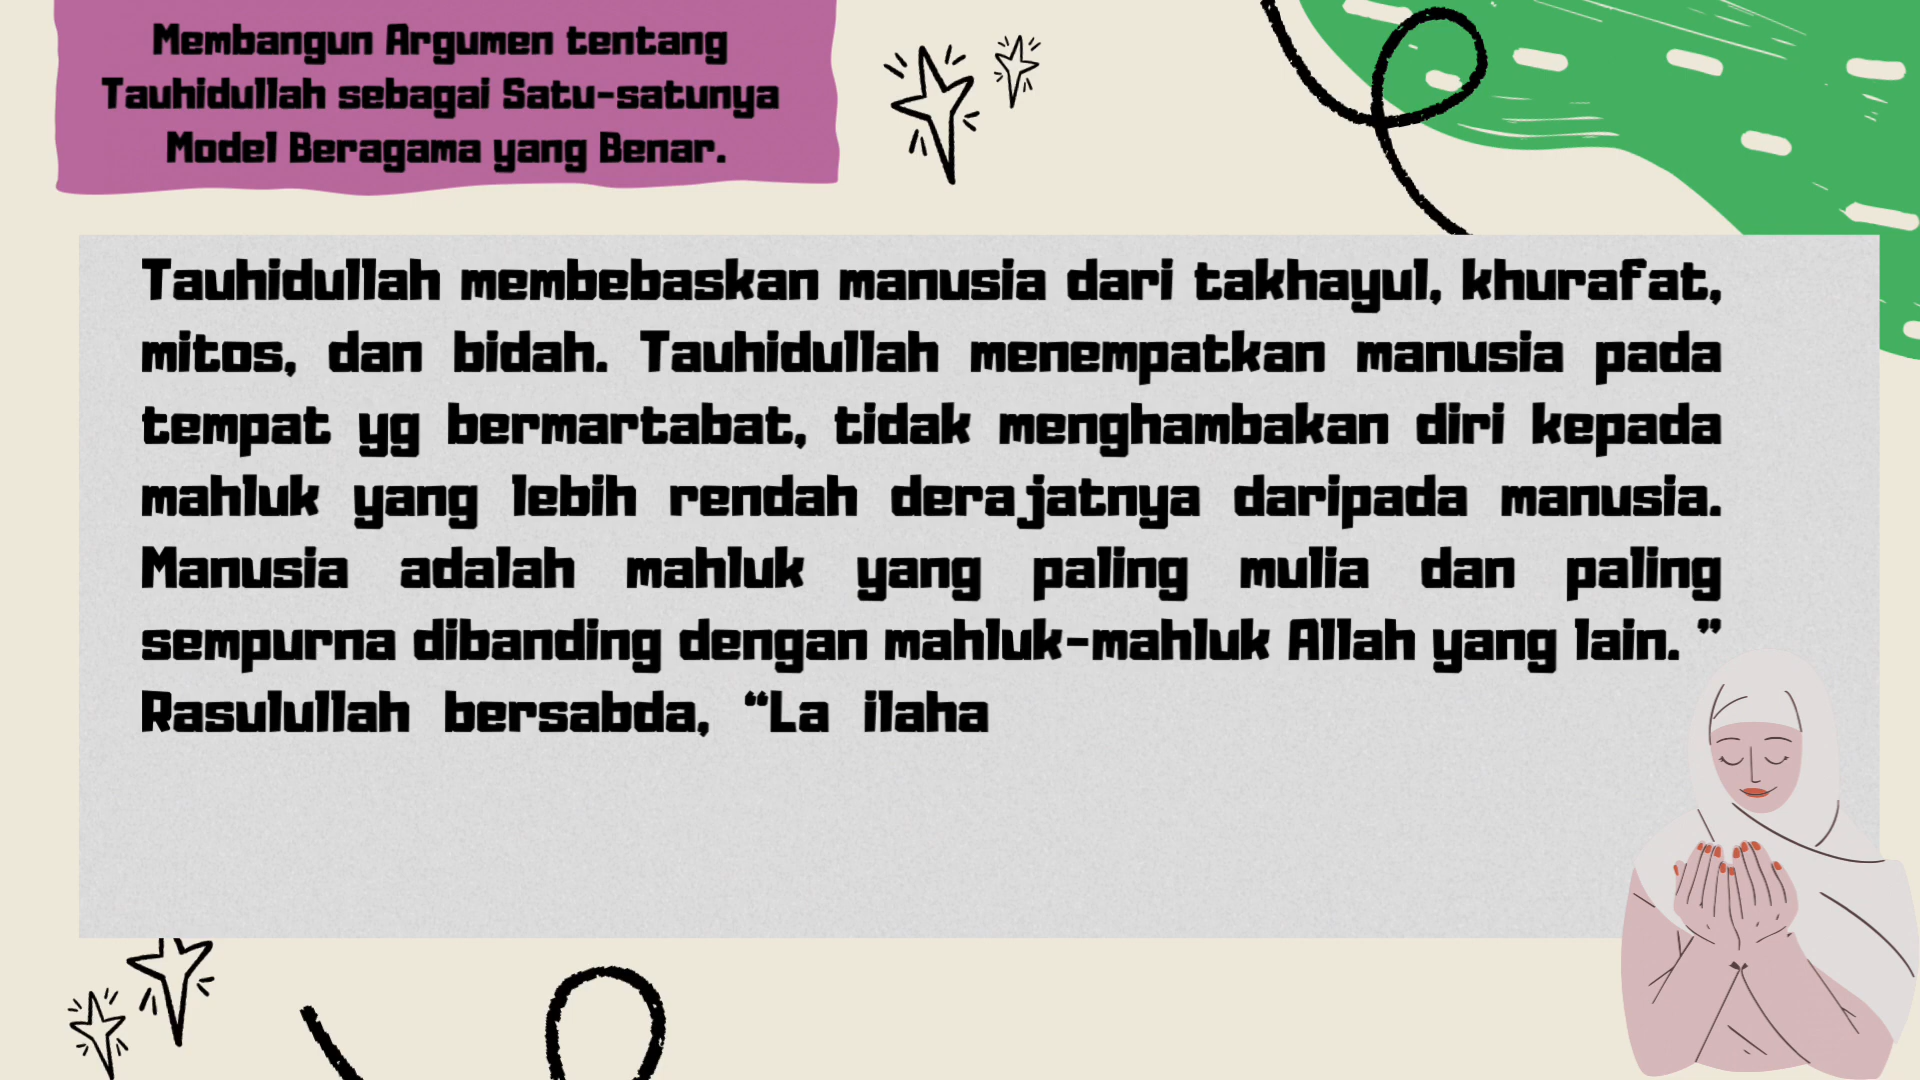 Membangun Argumen tentang
Tauhidullah sebagai Satu-satunya
Model Beragama yang Benar.
Tauhidullah membebaskan manusia dari takhayul, khurafat,
mitos, dan bidah. Tauhidullah menempatkan manusia pada
tempat yg bermartabat, tidak menghambakan diri kepada
mahluk yang lebih rendah derajatnya daripada manusia.
Manusia adalah mahluk yang paling mulia dan paling
sempurna dibanding dengan mahluk-mahluk Allah yang lain. ”
Rasulullah bersabda, “La ilaha